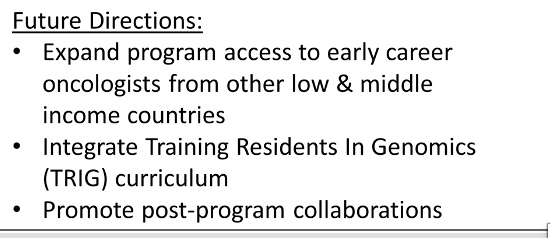 Future Directions:
• Expand program access to early career
oncologists from other low & middle
income countries
• Integrate Training Residents In Genomics
(TRIG) curriculum
• Promote post-program collaborations